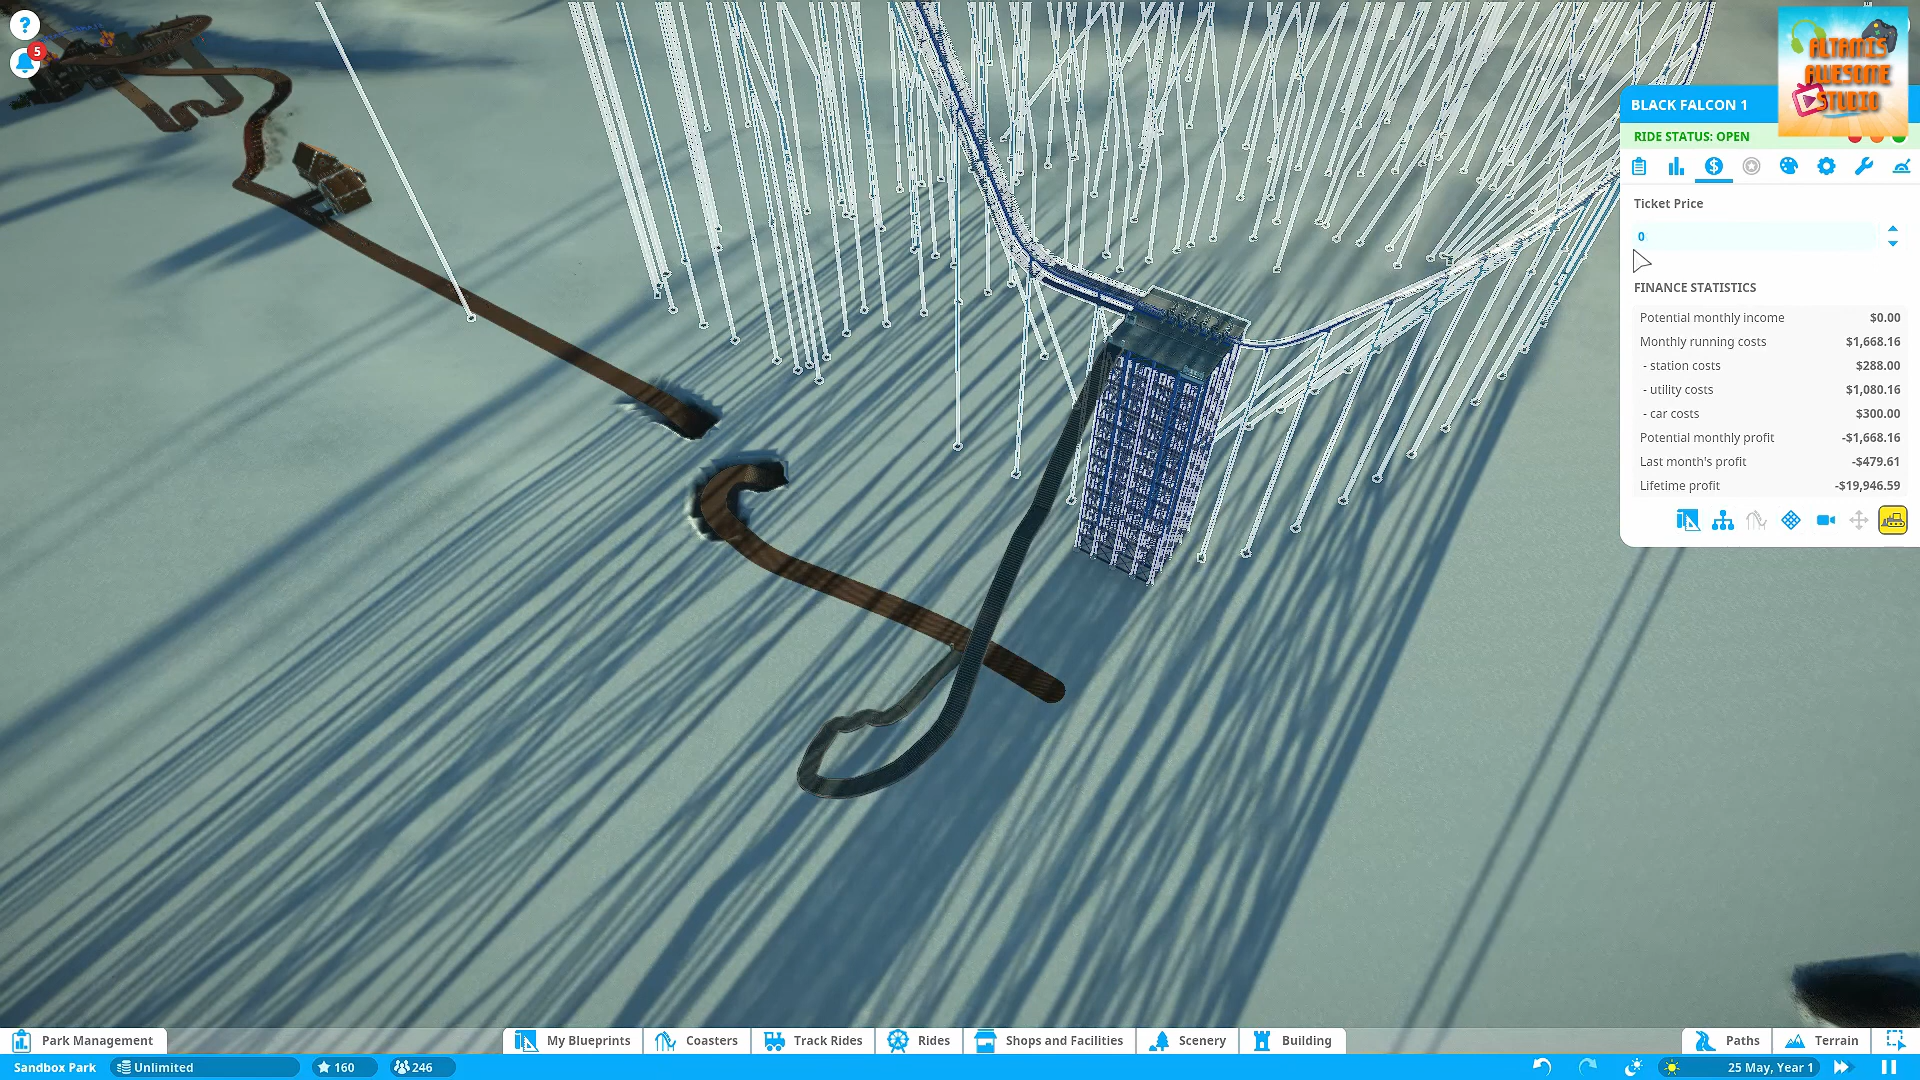 ?
5
ALTAMIS
AWESOME
STUDIO
BLACK FALCON 1
RIDE STATUS: OPEN
Ticket Price
0
FINANCE STATISTICS
Potential monthly income $0.00
Monthly running costs $1,668.16
- station costs $288.00
- utility costs $1,080.16
- car costs $300.00
Potential monthly profit -$1,668.16
Last month's profit -$479.61
Lifetime profit -$19,946.59
Park Management My Blueprints Coasters Track Rides Rides Shops and Facilities Scenery Building Paths Terrain
Sandbox Park Unlimited 160 246 25 May, Year 1